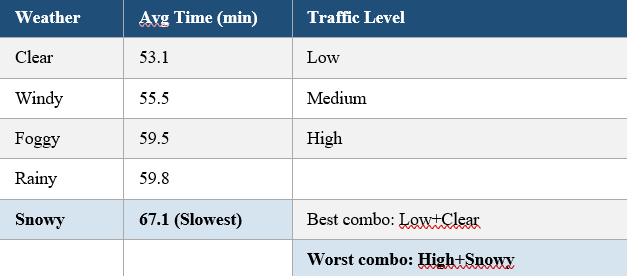 Weather Avg Time (min) Traffic Level
Clear 53.1 Low
Windy 55.5 Medium
Foggy 59.5 High
Rainy 59.8
Snowy 67.1 (Slowest) Best combo: Low+Clear
Worst combo: High+Snowy